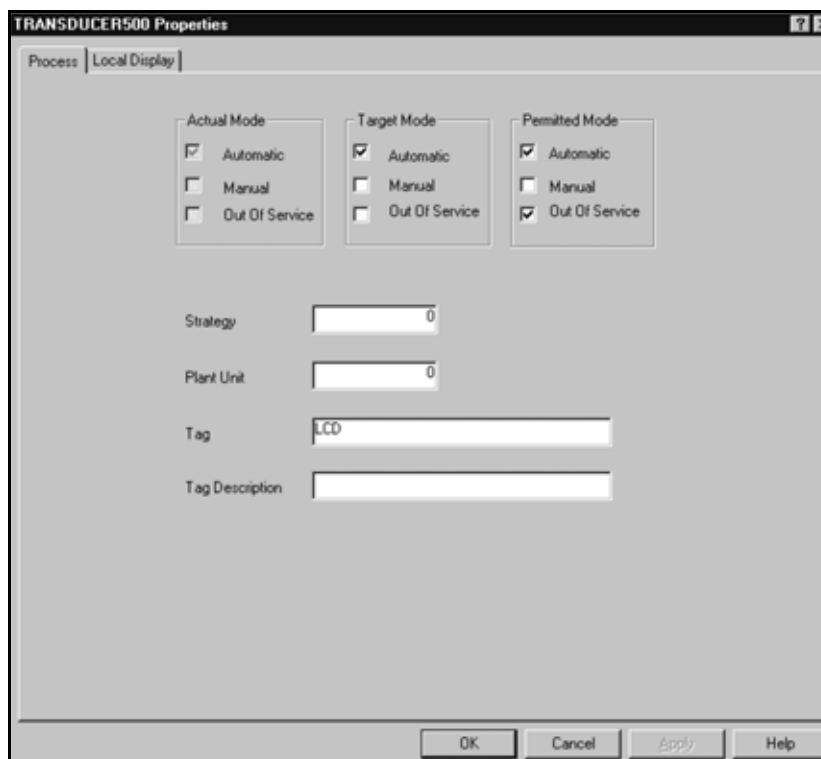 TRANSDUCER500 Properties
Process Local Display
Actual Mode Target Mode Permitted Mode
Automatic Automatic Automatic
Manual Manual Manual
Out Of Service Out Of Service Out Of Service
Strategy 0
Plant Unit 0
Tag LCD
Tag Description
OK Cancel Apply Help